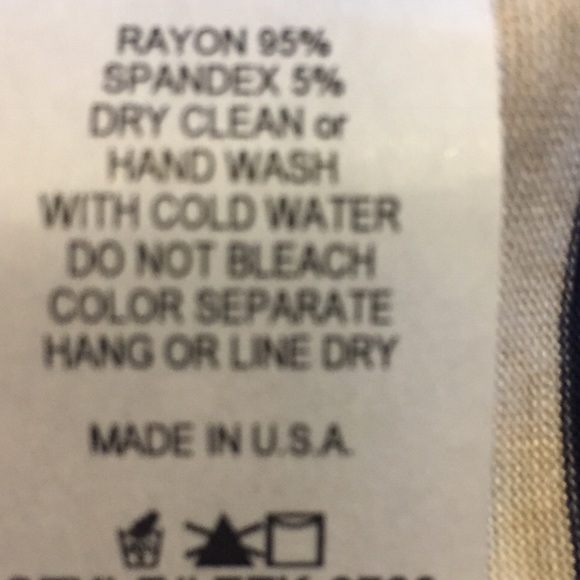 RAYON 95%
SPANDEX 5%
DRY CLEAN or
HAND WASH
WITH COLD WATER
DO NOT BLEACH
COLOR SEPARATE
HANG OR LINE DRY
MADE IN U.S.A.